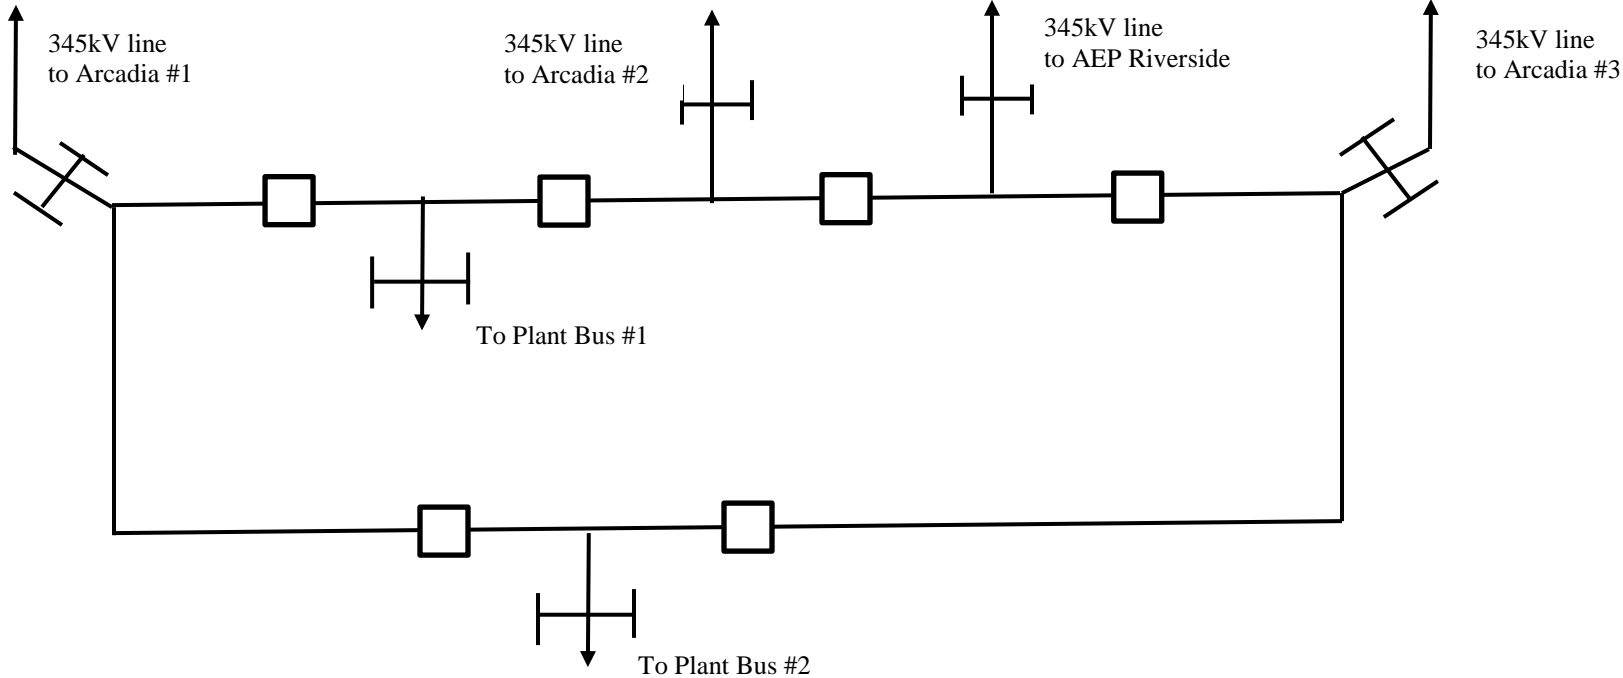 345kV line
to Arcadia #1
345kV line
to Arcadia #2
345kV line
to AEP Riverside
345kV line
to Arcadia #3
To Plant Bus #1
To Plant Bus #2